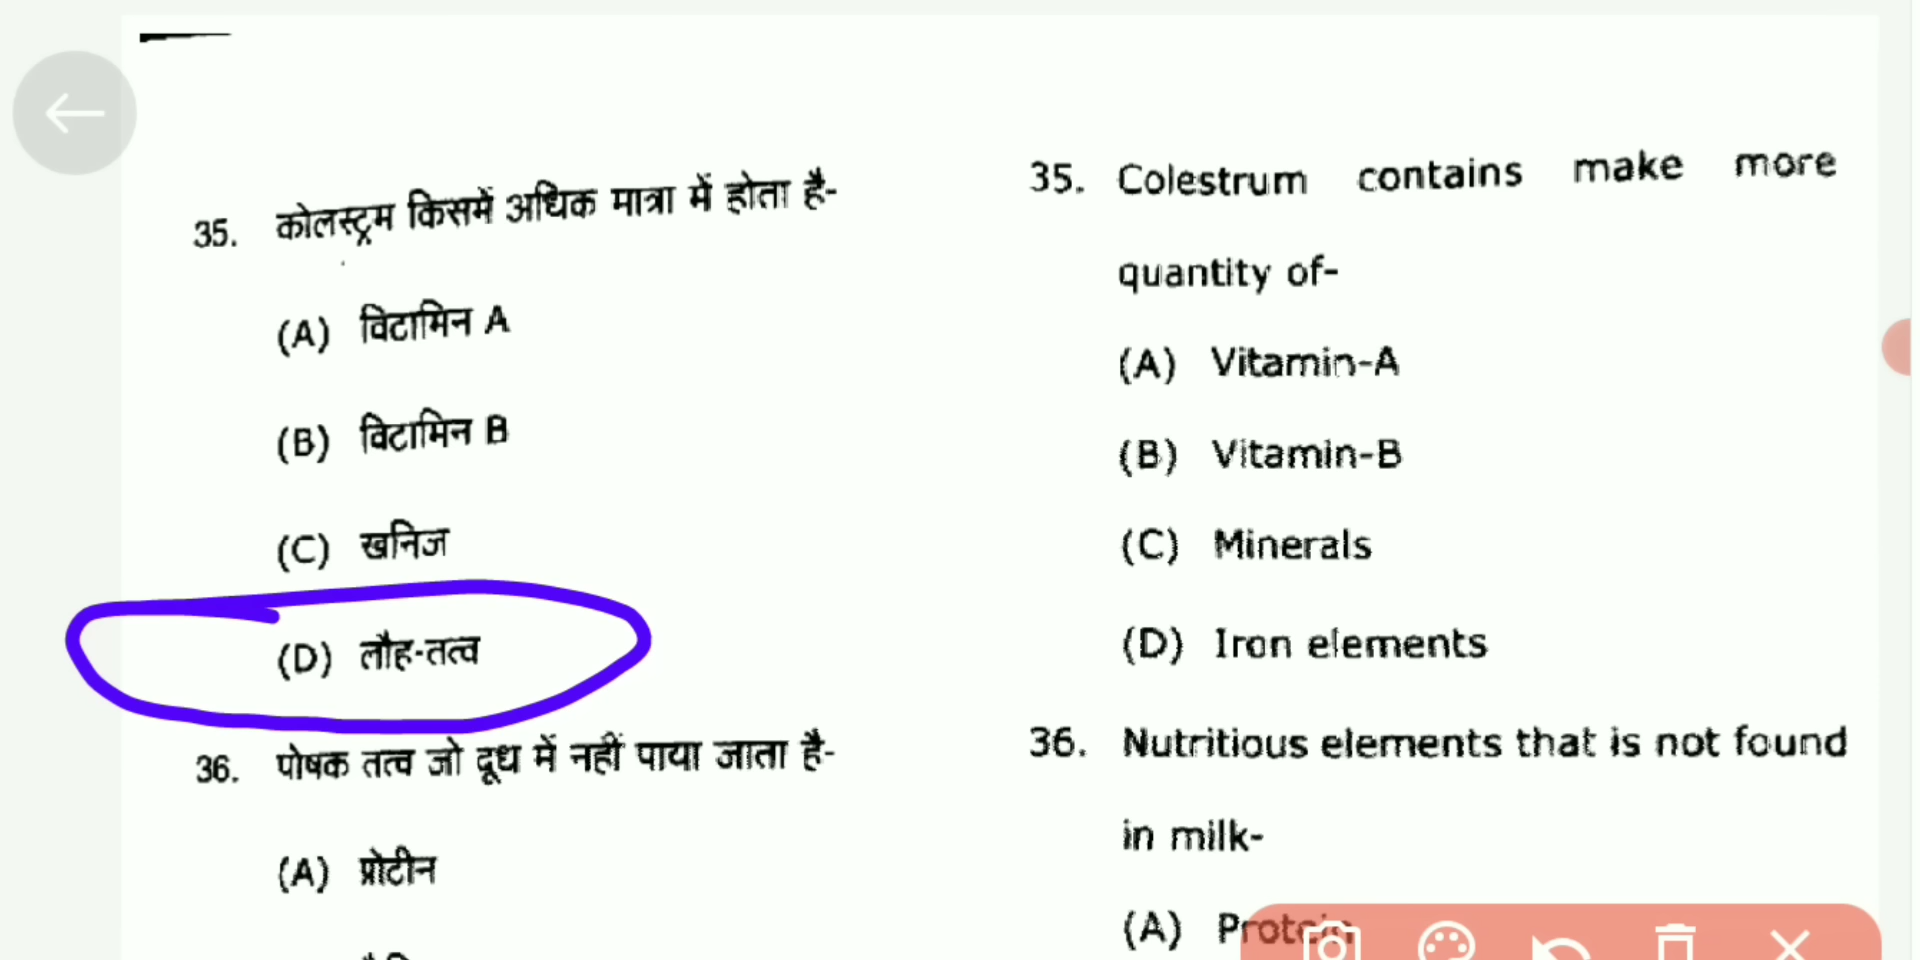 35. कोलस्ट्रम किसमें अधिक मात्रा में होता है-
(A) विटामिन A
(B) विटामिन B
(C) खनिज
(D) लौह-तत्व
36. पोषक तत्व जो दूध में नहीं पाया जाता है-
(A) प्रोटीन
35. Colestrum contains make more
quantity of-
(A) Vitamin-A
(B) Vitamin-B
(C) Minerals
(D) Iron elements
36. Nutritious elements that is not found
in milk-
(A) Protein